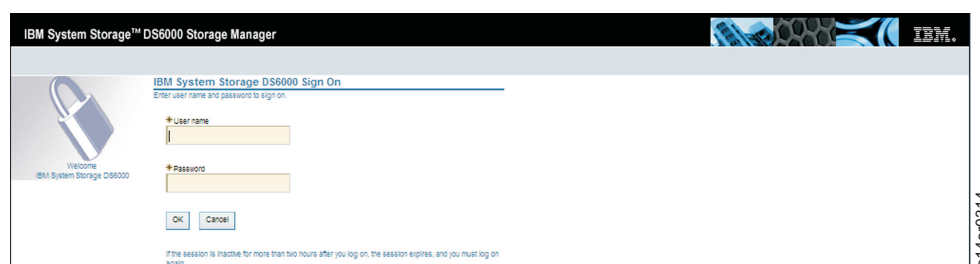 IBM System Storage™ DS6000 Storage Manager
IBM.
IBM System Storage DS6000 Sign On
Enter user name and password to sign on.
*User name
*Password
Welcome
IBM System Storage DS6000
OK Cancel
If the session is inactive for more than two hours after you log on, the session expires, and you must log on
again.